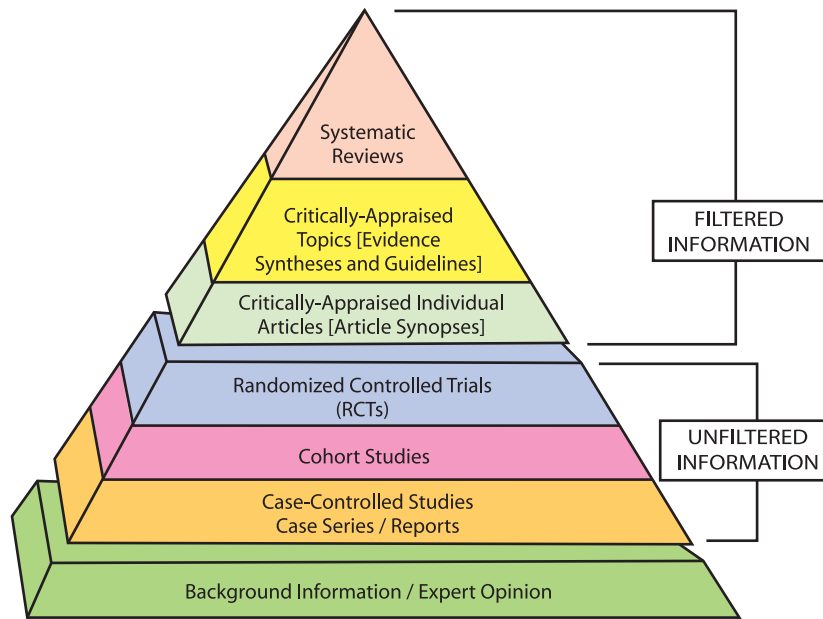 Systematic
Reviews
Critically-Appraised
Topics [Evidence
Syntheses and Guidelines]
FILTERED
INFORMATION
Critically-Appraised Individual
Articles [Article Synopses]
Randomized Controlled Trials
(RCTs)
UNFILTERED
INFORMATION
Cohort Studies
Case-Controlled Studies
Case Series / Reports
Background Information / Expert Opinion